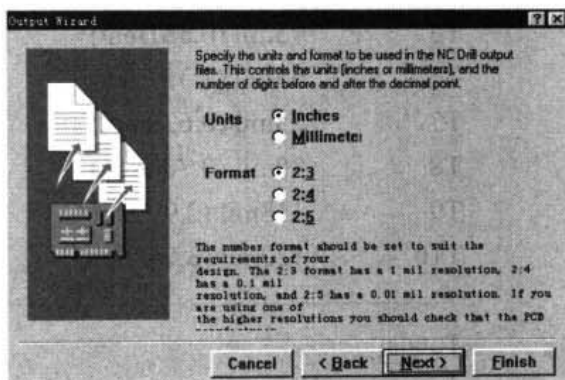 Output Wizard
Specify the units and format to be used in the NC Drill output
files. This controls the units (inches or millimeters), and the
number of digits before and after the decimal point.
Units
Inches
Millimeter
Format
2:3
2:4
2:5
The number format should be set to suit the
requirements of your
design. The 2:3 format has a 1 mil resolution, 2:4
has a 0.1 mil
resolution, and 2:5 has a 0.01 mil resolution. If you
are using one of
the higher resolutions you should check that the PCB
Cancel
< Back
Next >
Finish